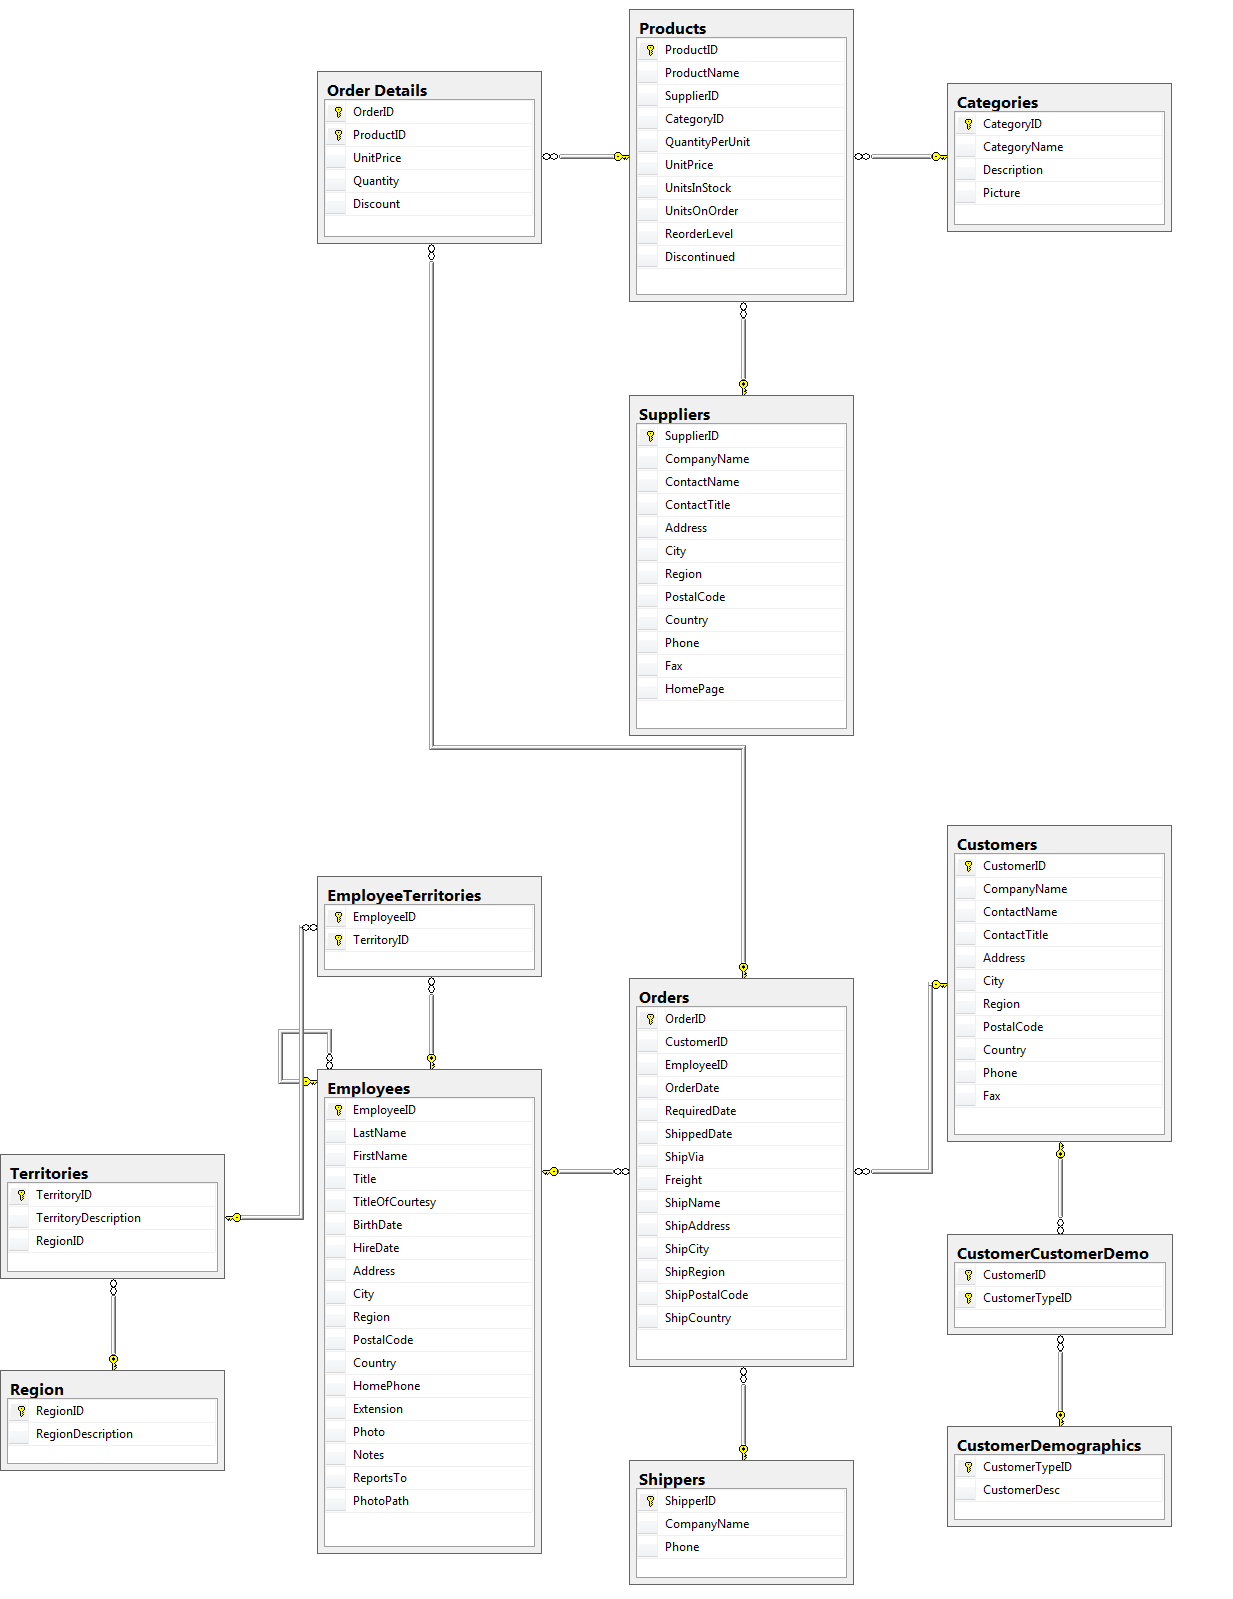 Products
ProductID
ProductName
SupplierID
CategoryID
QuantityPerUnit
UnitPrice
UnitsInStock
UnitsOnOrder
ReorderLevel
Discontinued
Order Details
OrderID
ProductID
UnitPrice
Quantity
Discount
Categories
CategoryID
CategoryName
Description
Picture
Suppliers
SupplierID
CompanyName
ContactName
ContactTitle
Address
City
Region
PostalCode
Country
Phone
Fax
HomePage
Customers
CustomerID
CompanyName
ContactName
ContactTitle
Address
City
Region
PostalCode
Country
Phone
Fax
EmployeeTerritories
EmployeeID
TerritoryID
Orders
OrderID
CustomerID
EmployeeID
OrderDate
RequiredDate
ShippedDate
ShipVia
Freight
ShipName
ShipAddress
ShipCity
ShipRegion
ShipPostalCode
ShipCountry
Employees
EmployeeID
LastName
FirstName
Title
TitleOfCourtesy
BirthDate
HireDate
Address
City
Region
PostalCode
Country
HomePhone
Extension
Photo
Notes
ReportsTo
PhotoPath
Territories
TerritoryID
TerritoryDescription
RegionID
CustomerCustomerDemo
CustomerID
CustomerTypeID
Region
RegionID
RegionDescription
CustomerDemographics
CustomerTypeID
CustomerDesc
Shippers
ShipperID
CompanyName
Phone